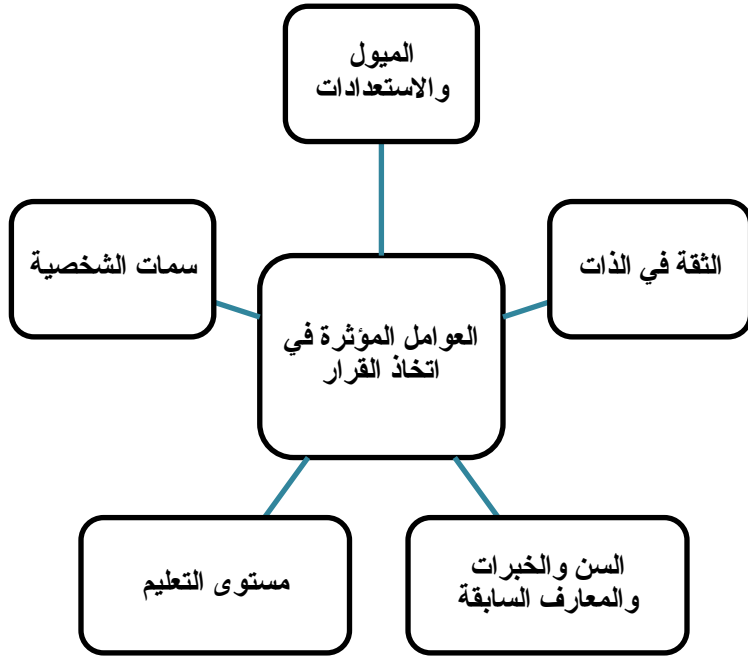 الميول
والاستعدادات
الثقة في الذات
سمات الشخصية
العوامل المؤثرة في
اتخاذ القرار
السن والخبرات
والمعارف السابقة
مستوى التعليم